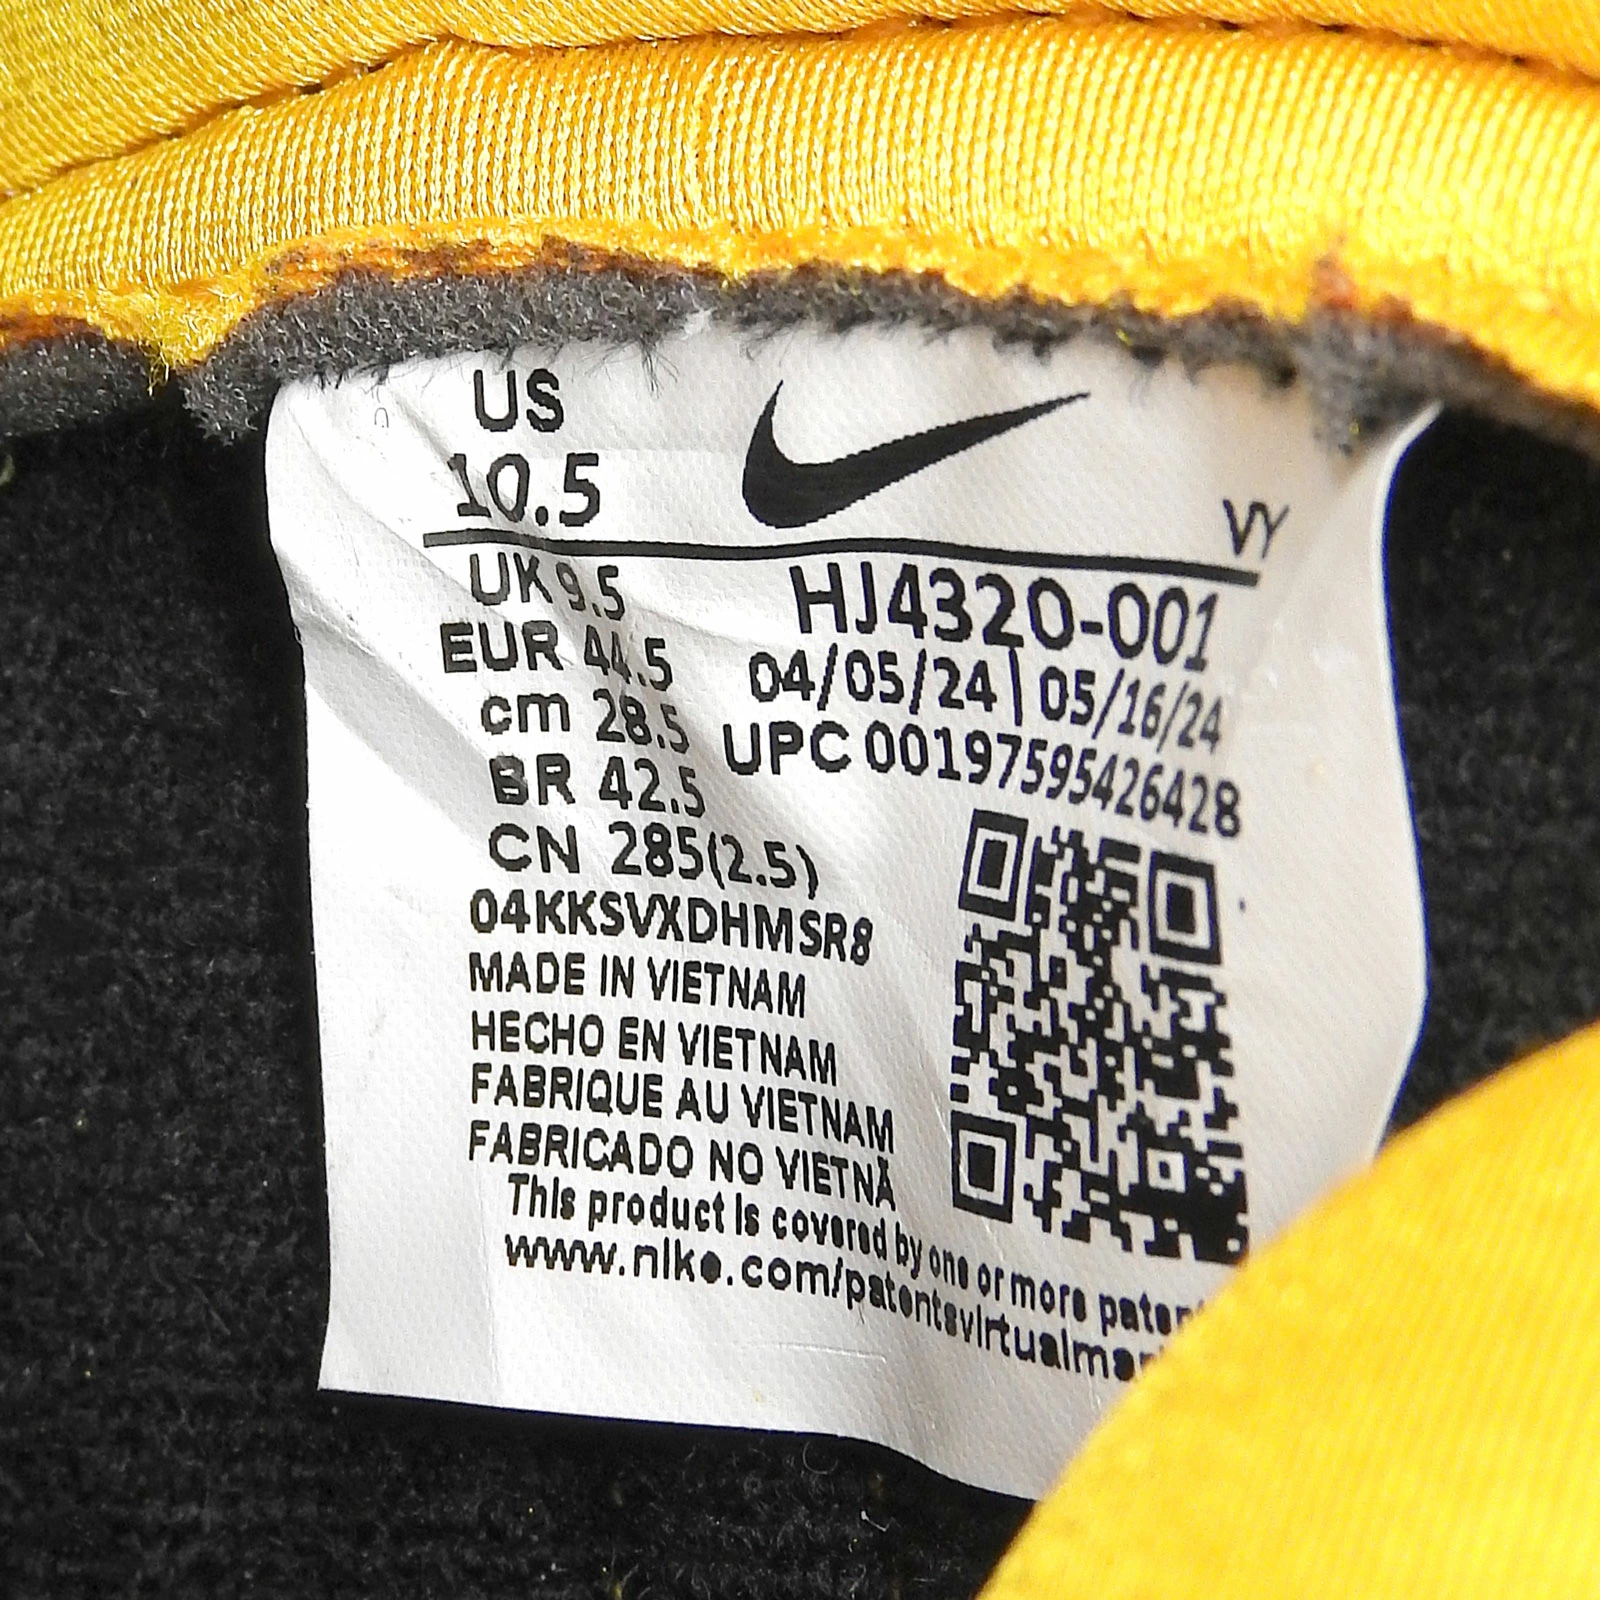 US
10.5
VY
UK 9.5
EUR 44.5
cm 28.5
BR 42.5
CN 285(2.5)
HJ4320-001
04/05/24 | 05/16/24
UPC 00197595426428
04KKSVXDHMSR8
MADE IN VIETNAM
HECHO EN VIETNAM
FABRIQUE AU VIETNAM
FABRICADO NO VIETNÃ
This product is covered by one or more
www.nike.com/patentsvirtualmar